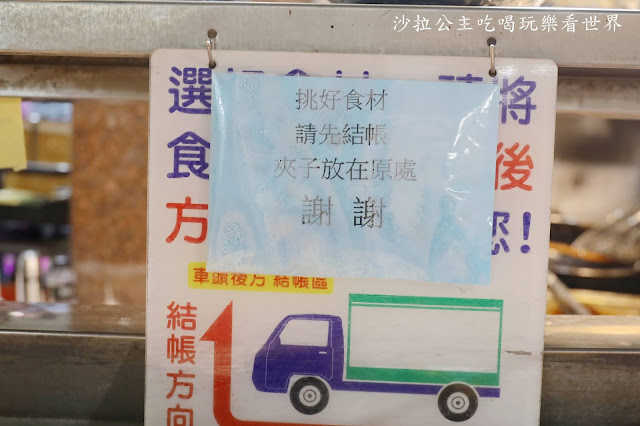 沙拉公主吃喝玩樂看世界
挑好食材
請先結帳
夾子放在原處
謝 謝
選 將
食 後
方 您!
車頭後方 結帳區
結帳方向